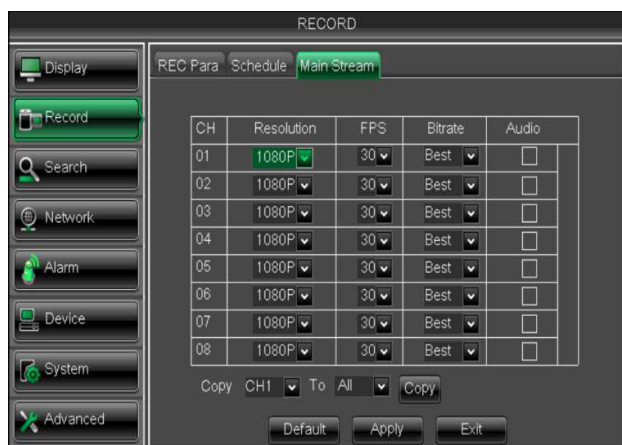 RECORD
Display
Record
Search
Network
Alarm
Device
System
Advanced
REC Para Schedule Main Stream
CH Resolution FPS Bitrate Audio
01 1080P 30 Best
02 1080P 30 Best
03 1080P 30 Best
04 1080P 30 Best
05 1080P 30 Best
06 1080P 30 Best
07 1080P 30 Best
08 1080P 30 Best
Copy CH1 To All Copy
Default Apply Exit